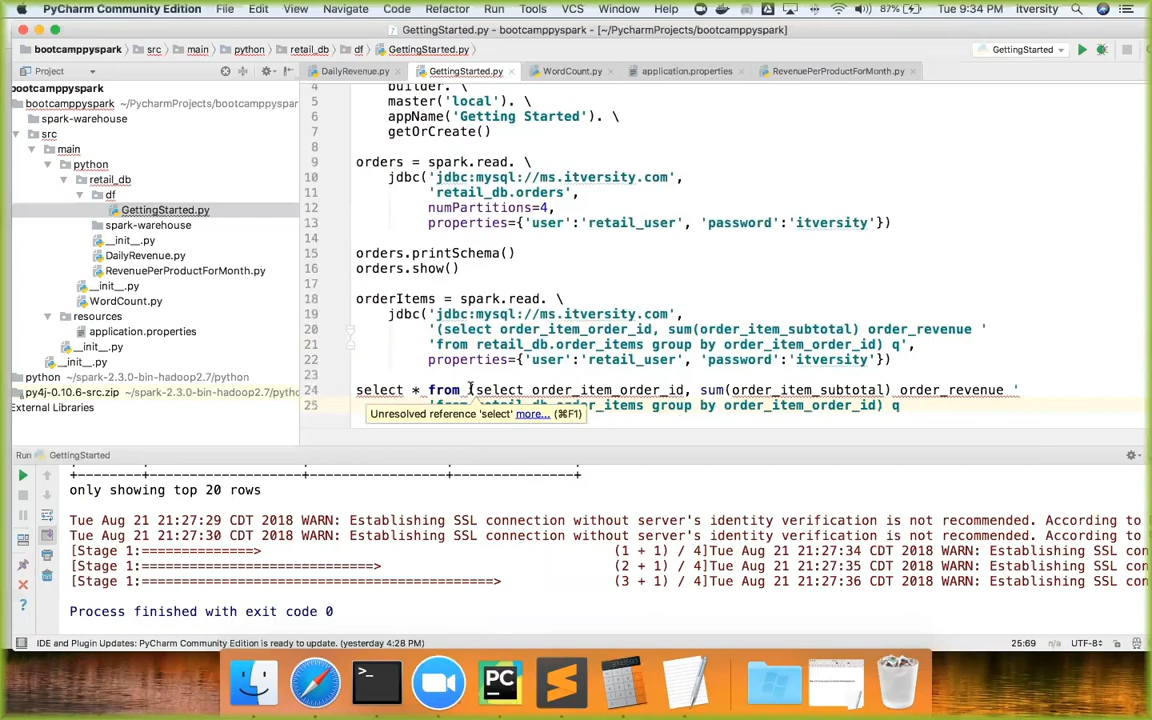 PyCharm Community Edition File Edit View Navigate Code Refactor Run Tools VCS Window Help 87% Tue 9:34 PM itversity
GettingStarted.py - bootcamppyspark - [~/PycharmProjects/bootcamppyspark]
bootcamppyspark src main python retail_db df GettingStarted.py GettingStarted
Project DailyRevenue.py GettingStarted.py WordCount.py application.properties RevenuePerProductForMonth.py
bootcamppyspark
bootcamppyspark ~/PycharmProjects/bootcamppyspar
spark-warehouse
src
main
python
retail_db
df
GettingStarted.py
spark-warehouse
__init__.py
DailyRevenue.py
RevenuePerProductForMonth.py
__init__.py
WordCount.py
resources
application.properties
__init__.py
__init__.py
python ~/spark-2.3.0-bin-hadoop2.7/python
py4j-0.10.6-src.zip ~/spark-2.3.0-bin-hadoop2.7/pytho
External Libraries
4 builder. \
5 master('local'). \
6 appName('Getting Started'). \
7 getOrCreate()
8
9 orders = spark.read. \
10 jdbc('jdbc:mysql://ms.itversity.com',
11 'retail_db.orders',
12 numPartitions=4,
13 properties={'user':'retail_user', 'password':'itversity'})
14
15 orders.printSchema()
16 orders.show()
17
18 orderItems = spark.read. \
19 jdbc('jdbc:mysql://ms.itversity.com',
20 '(select order_item_order_id, sum(order_item_subtotal) order_revenue '
21 'from retail_db.order_items group by order_item_order_id) q',
22 properties={'user':'retail_user', 'password':'itversity'})
23
24 select * from (select order_item_order_id, sum(order_item_subtotal) order_revenue '
25 'from retail_db.order_items group by order_item_order_id) q
Unresolved reference 'select' more... (⌘F1)
Run GettingStarted
+--------+--------------------+-----------------+---------------+
only showing top 20 rows
Tue Aug 21 21:27:29 CDT 2018 WARN: Establishing SSL connection without server's identity verification is not recommended. According to
Tue Aug 21 21:27:30 CDT 2018 WARN: Establishing SSL connection without server's identity verification is not recommended. According to
[Stage 1:==============> (1 + 1) / 4]Tue Aug 21 21:27:34 CDT 2018 WARN: Establishing SSL con
[Stage 1:=============================> (2 + 1) / 4]Tue Aug 21 21:27:35 CDT 2018 WARN: Establishing SSL con
[Stage 1:============================================> (3 + 1) / 4]Tue Aug 21 21:27:36 CDT 2018 WARN: Establishing SSL con
Process finished with exit code 0
IDE and Plugin Updates: PyCharm Community Edition is ready to update. (yesterday 4:28 PM) 25:69 n/a UTF-8
PC